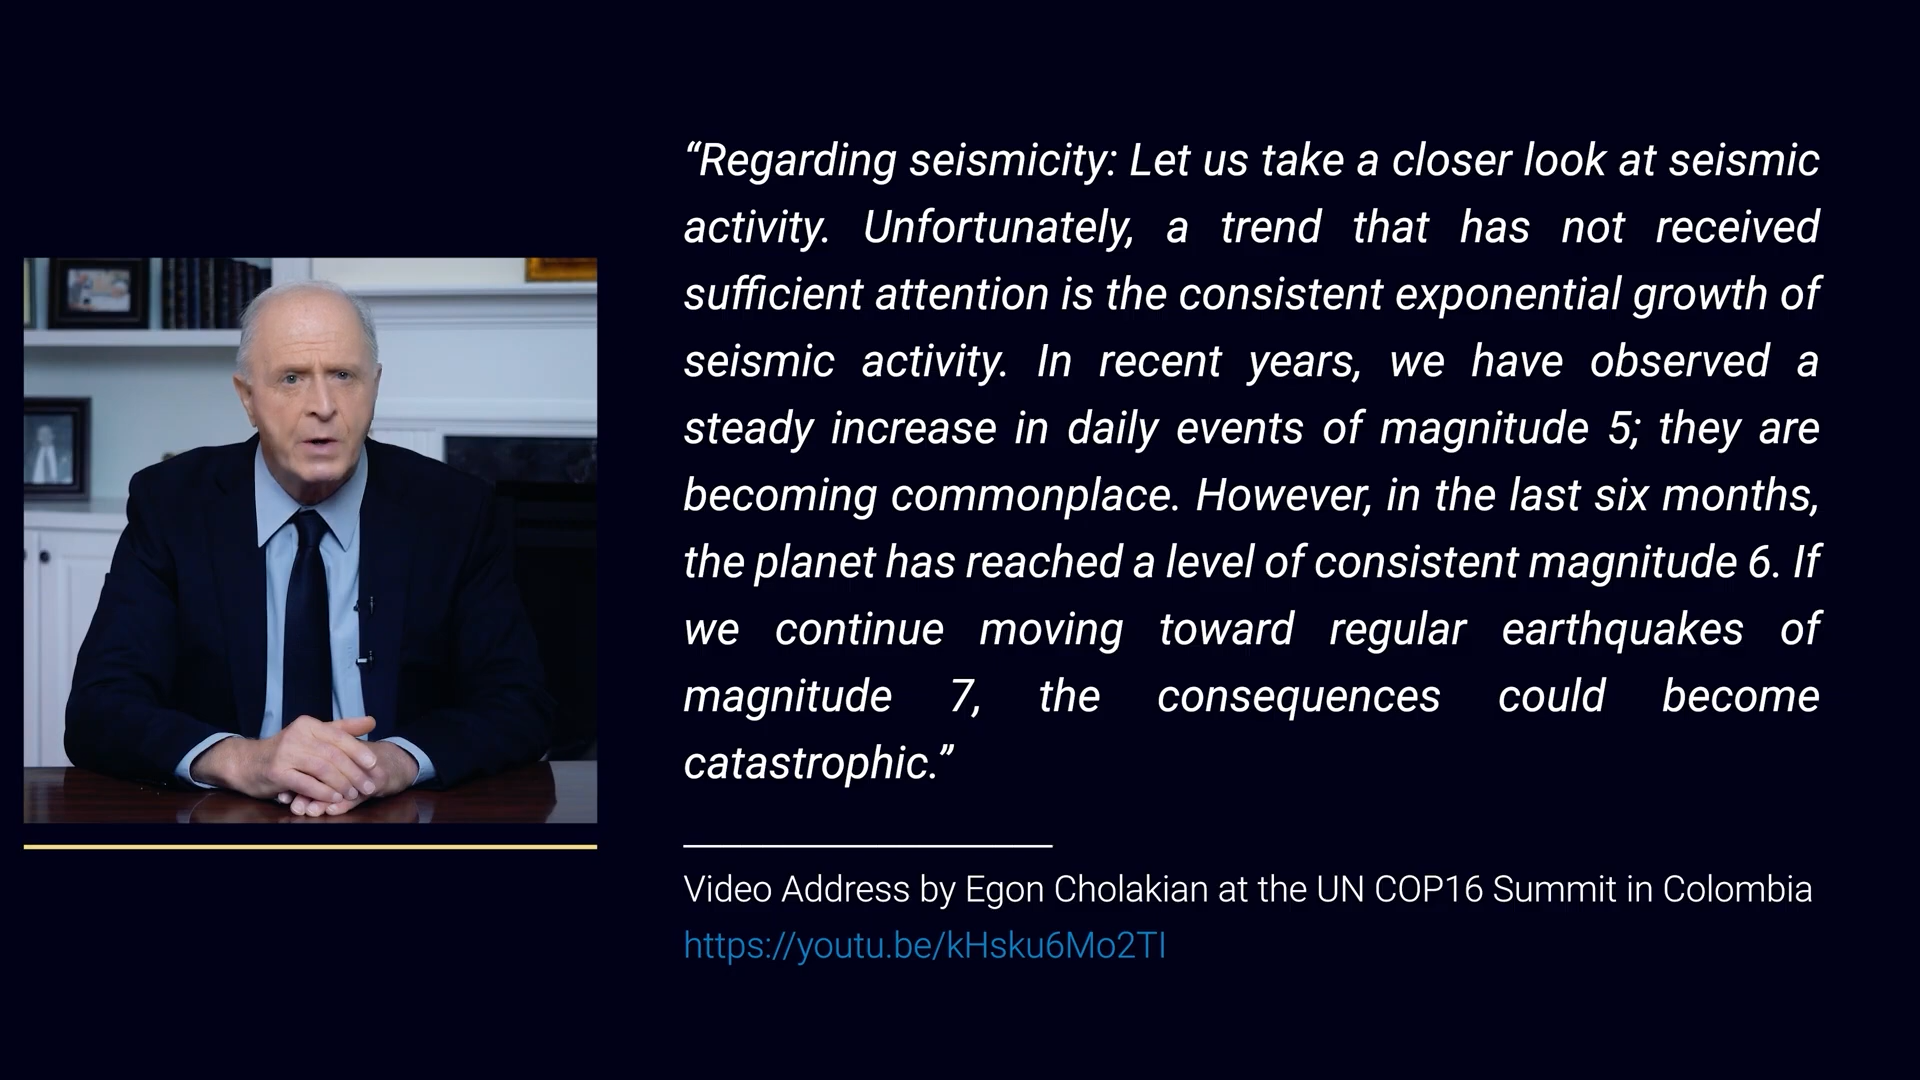 “Regarding seismicity: Let us take a closer look at seismic
activity. Unfortunately, a trend that has not received
sufficient attention is the consistent exponential growth of
seismic activity. In recent years, we have observed a
steady increase in daily events of magnitude 5; they are
becoming commonplace. However, in the last six months,
the planet has reached a level of consistent magnitude 6. If
we continue moving toward regular earthquakes of
magnitude 7, the consequences could become
catastrophic.”
Video Address by Egon Cholakian at the UN COP16 Summit in Colombia
https://youtu.be/kHsku6Mo2TI